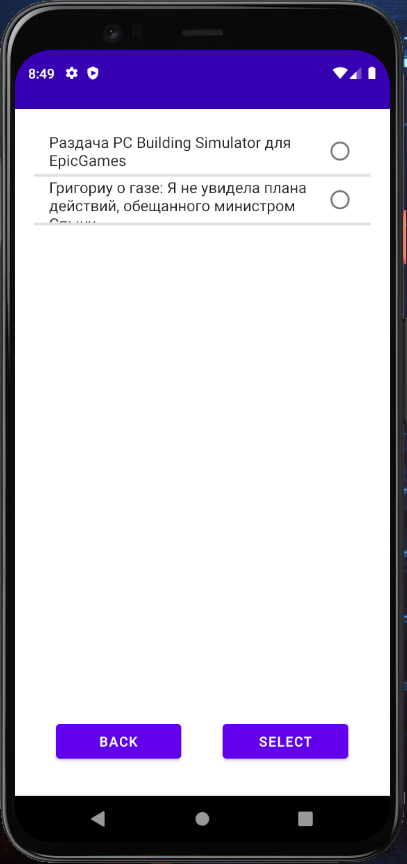 8:49
Раздача PC Building Simulator для
EpicGames
Григориу о газе: Я не увидела плана
действий, обещанного министром
BACK
SELECT